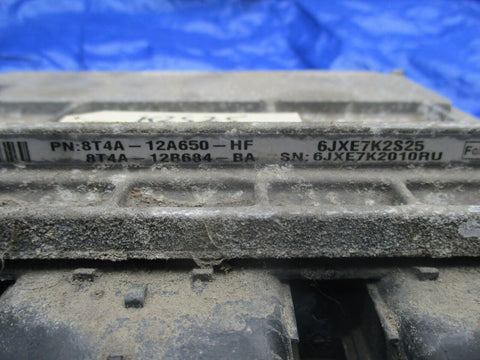 PN:8T4A-12A650-HF 6JXE7K2S25
8T4A-12B684-BA SN: 6JXE7K2010RU